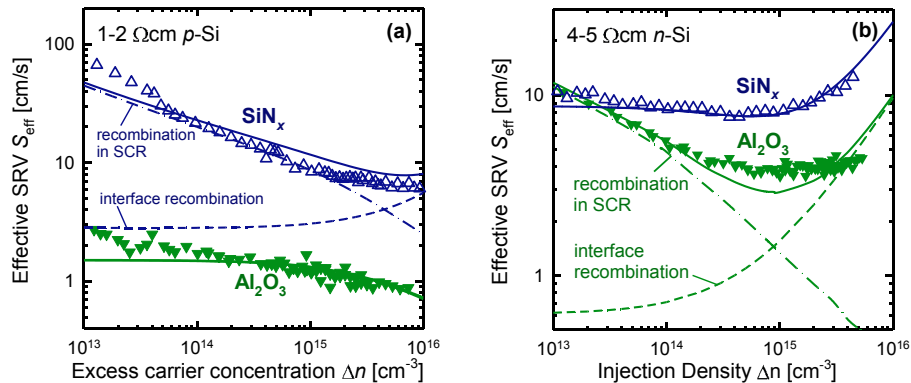 1-2 Ωcm p-Si
(a)
100
10
1
Effective SRV Seff [cm/s]
SiNx
recombination
in SCR
interface recombination
Al2O3
10^13
10^14
10^15
10^16
Excess carrier concentration Δn [cm-3]
4-5 Ωcm n-Si
(b)
10
1
Effective SRV Seff [cm/s]
SiNx
Al2O3
recombination
in SCR
interface
recombination
10^13
10^14
10^15
10^16
Injection Density Δn [cm-3]